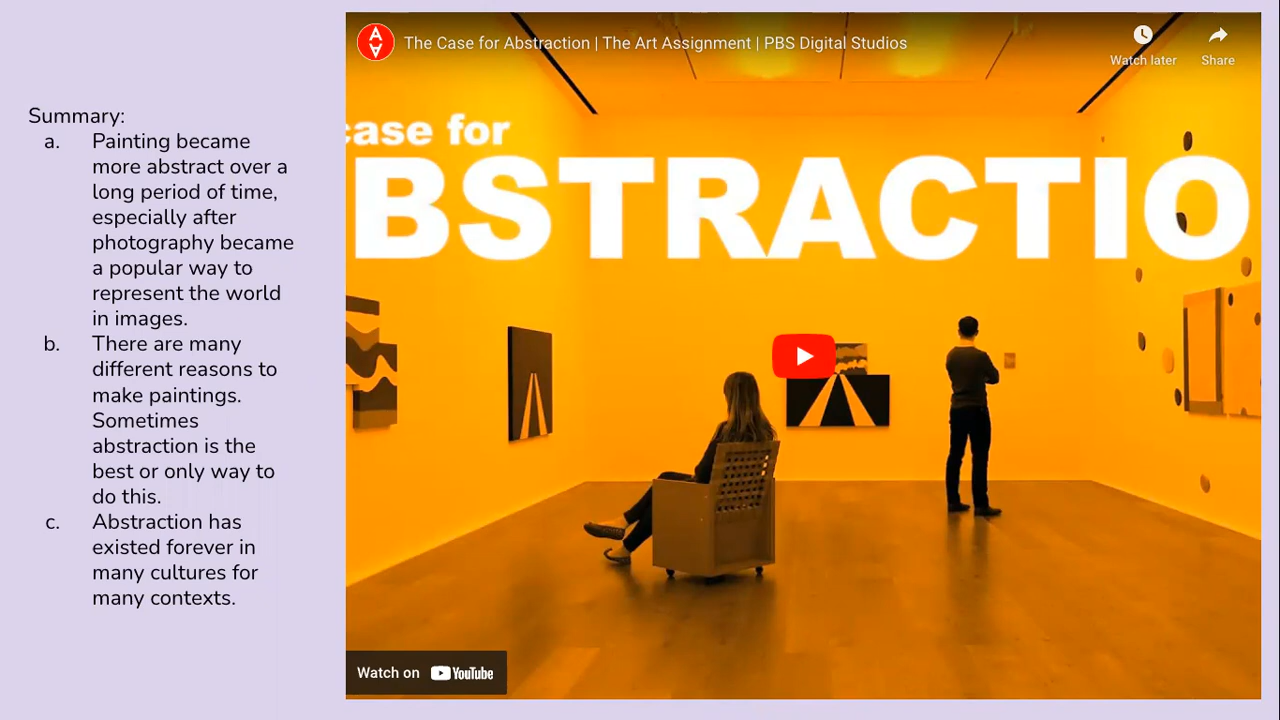 Summary:
a. Painting became
more abstract over a
long period of time,
especially after
photography became
a popular way to
represent the world
in images.
b. There are many
different reasons to
make paintings.
Sometimes
abstraction is the
best or only way to
do this.
c. Abstraction has
existed forever in
many cultures for
many contexts.
The Case for Abstraction | The Art Assignment | PBS Digital Studios
Watch later
Share
case for
BSTRACTIO
Watch on YouTube